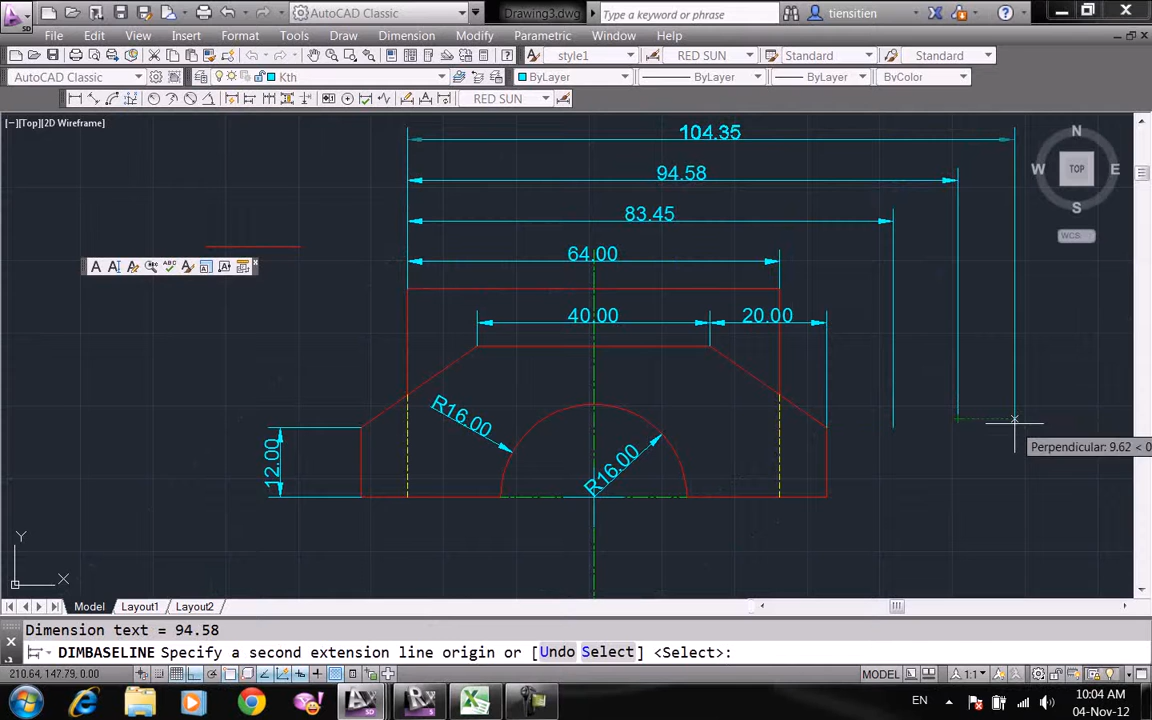 AutoCAD Classic
Drawing3.dwg
Type a keyword or phrase
tiensitien
File Edit View Insert Format Tools Draw Dimension Modify Parametric Window Help
style1 RED SUN Standard Standard
AutoCAD Classic Kth ByLayer ByLayer ByLayer ByColor
RED SUN
[−][Top][2D Wireframe]
104.35
94.58
83.45
64.00
40.00
20.00
R16.00
R16.00
12.00
N
W TOP E
S
WCS
Perpendicular: 9.62 < 0
Y
X
Model Layout1 Layout2
Dimension text = 94.58
DIMBASELINE Specify a second extension line origin or [Undo Select] <Select>:
210.64, 147.79, 0.00
MODEL
1:1
EN
10:04 AM
04-Nov-12